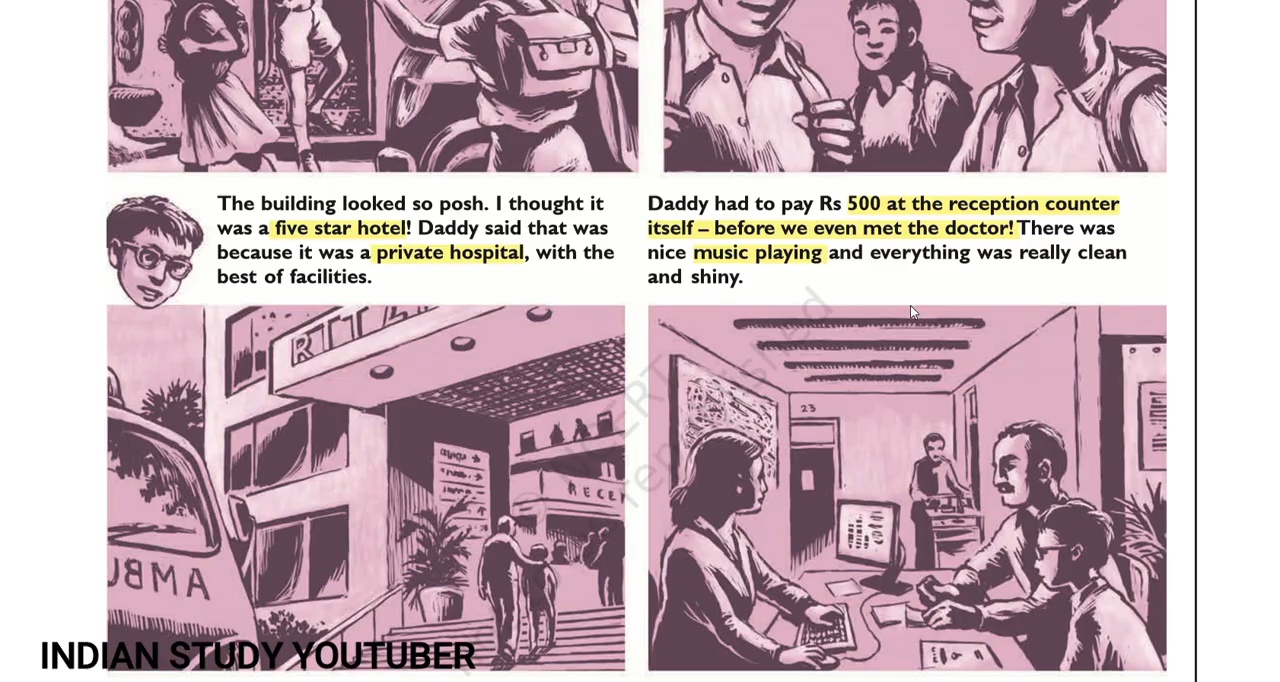 The building looked so posh. I thought it
was a five star hotel! Daddy said that was
because it was a private hospital, with the
best of facilities.
Daddy had to pay Rs 500 at the reception counter
itself – before we even met the doctor! There was
nice music playing and everything was really clean
and shiny.
RECE
23
AMBU
INDIAN STUDY YOUTUBER